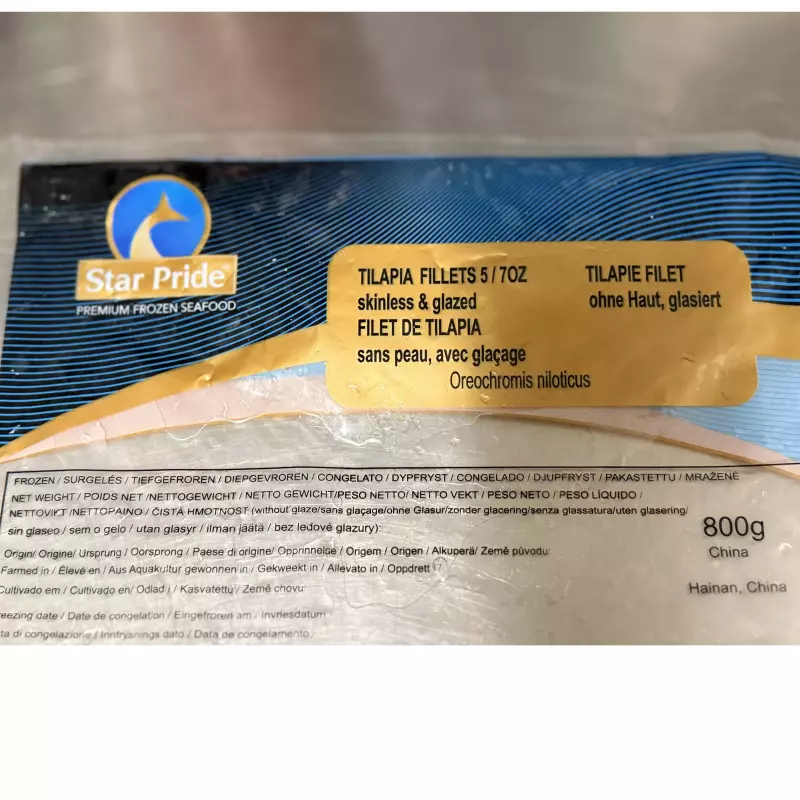 Star Pride
PREMIUM FROZEN SEAFOOD
TILAPIA FILLETS 5 / 7OZ
skinless & glazed
FILET DE TILAPIA
sans peau, avec glaçage
TILAPIE FILET
ohne Haut, glasiert
Oreochromis niloticus
FROZEN / SURGELÉS / TIEFGEFROREN / DIEPGEVROREN / CONGELATO / DYPFRYST / CONGELADO / DJUPFRYST / PAKASTETTU / MRAŽENÉ
NET WEIGHT / POIDS NET /NETTOGEWICHT / NETTO GEWICHT/PESO NETTO/ NETTO VEKT / PESO NETO / PESO LÍQUIDO /
NETTOVIKT /NETTOPAINO / ČISTÁ HMOTNOST (without glaze/sans glaçage/ohne Glasur/zonder glacering/senza glassatura/uten glasering/
sin glaseo / sem o gelo / utan glasyr / ilman jäätä / bez ledové glazury): 800g
Origin/ Origine/ Ursprung / Oorsprong / Paese di origine/ Opprinnelse / Origem / Origen / Alkuperä/ Země původu: China
Farmed in / Élevé en / Aus Aquakultur gewonnen in / Gekweekt in / Allevato in / Oppdrett i /
Cultivado em / Cultivado en/ Odlad i / Kasvatettu / Země chovu: Hainan, China
eezing date / Date de congelation / Eingefroren am / Invriesdatum
ta di congelazione / Innfrysnings dato / Data de congelamento